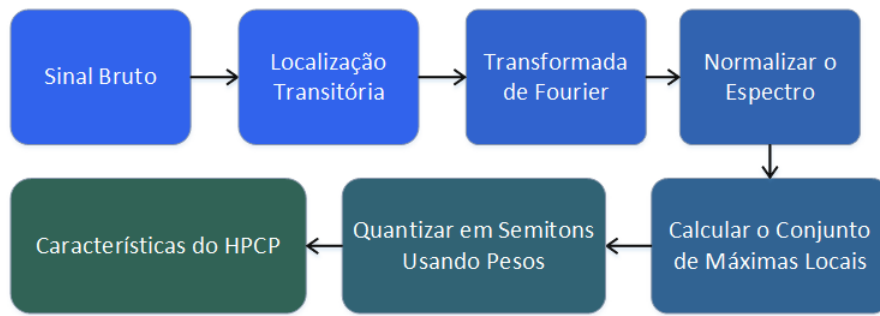 Sinal Bruto
Localização
Transitória
Transformada
de Fourier
Normalizar o
Espectro
Calcular o Conjunto
de Máximas Locais
Quantizar em Semitons
Usando Pesos
Características do HPCP